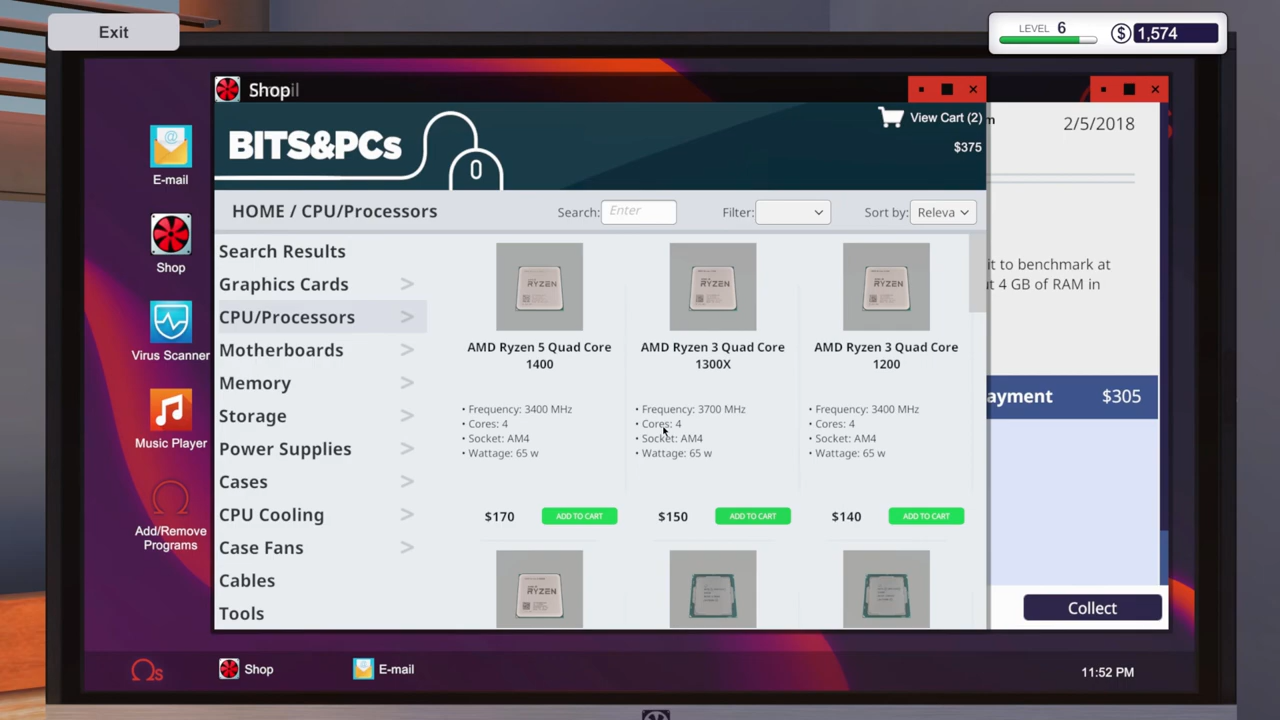 Exit
LEVEL 6
$ 1,574
Shop
View Cart (2)
$375
BITS&PCs
2/5/2018
HOME / CPU/Processors
Search:
Enter
Filter:
Sort by:
Releva
E-mail
Shop
Virus Scanner
Music Player
Add/Remove
Programs
Search Results
Graphics Cards >
CPU/Processors >
Motherboards >
Memory >
Storage >
Power Supplies >
Cases >
CPU Cooling >
Case Fans >
Cables
Tools
AMD Ryzen 5 Quad Core
1400
• Frequency: 3400 MHz
• Cores: 4
• Socket: AM4
• Wattage: 65 w
$170
ADD TO CART
AMD Ryzen 3 Quad Core
1300X
• Frequency: 3700 MHz
• Cores: 4
• Socket: AM4
• Wattage: 65 w
$150
ADD TO CART
AMD Ryzen 3 Quad Core
1200
• Frequency: 3400 MHz
• Cores: 4
• Socket: AM4
• Wattage: 65 w
$140
ADD TO CART
RYZEN
RYZEN
RYZEN
RYZEN
it to benchmark at
4 GB of RAM in
ayment $305
Collect
Shop
E-mail
11:52 PM